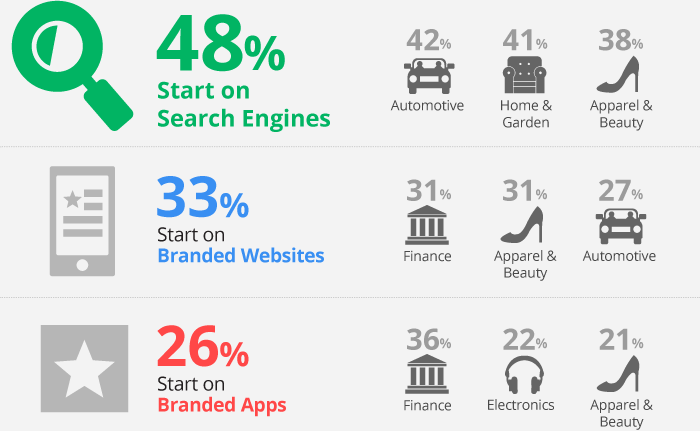 48%
Start on
Search Engines
42%
Automotive
41%
Home &
Garden
38%
Apparel &
Beauty
33%
Start on
Branded Websites
31%
Finance
31%
Apparel &
Beauty
27%
Automotive
26%
Start on
Branded Apps
36%
Finance
22%
Electronics
21%
Apparel &
Beauty